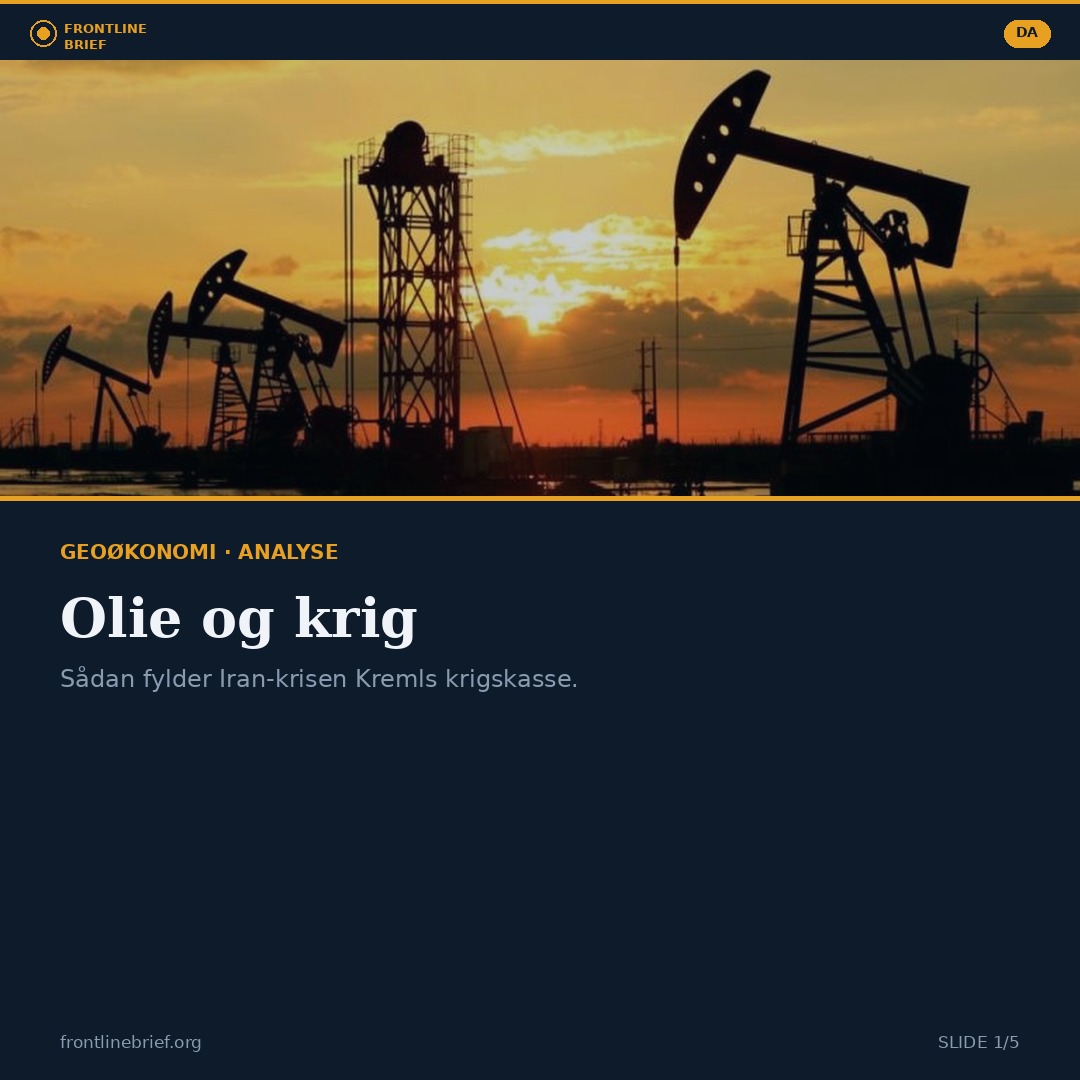 FRONTLINE
BRIEF
DA
GEOØKONOMI · ANALYSE
Olie og krig
Sådan fylder Iran-krisen Kremls krigskasse.
frontlinebrief.org
SLIDE 1/5